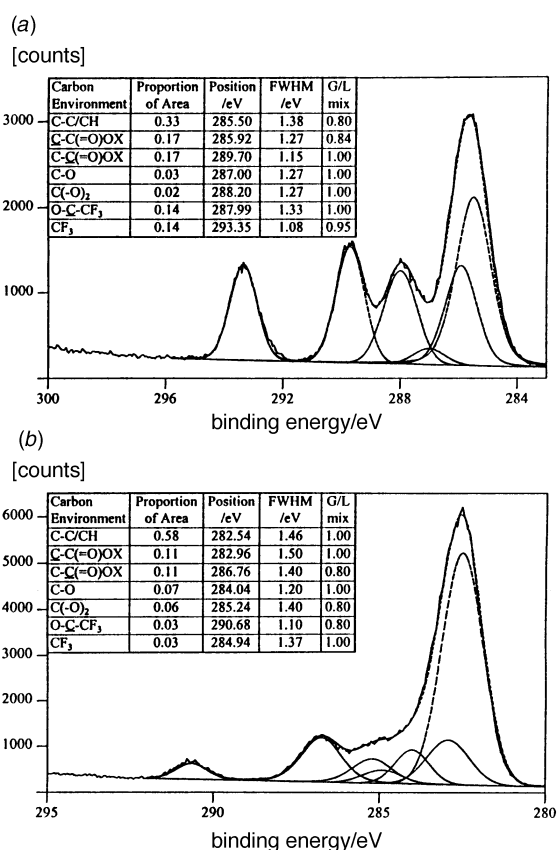 (a)
[counts]
Carbon Environment Proportion of Area Position /eV FWHM /eV G/L mix
C-C/CH 0.33 285.50 1.38 0.80
C-C(=O)OX 0.17 285.92 1.27 0.84
C-C(=O)OX 0.17 289.70 1.15 1.00
C-O 0.03 287.00 1.27 1.00
C(-O)2 0.02 288.20 1.27 1.00
O-C-CF3 0.14 287.99 1.33 1.00
CF3 0.14 293.35 1.08 0.95
3000
2000
1000
300 296 292 288 284
binding energy/eV
(b)
[counts]
Carbon Environment Proportion of Area Position /eV FWHM /eV G/L mix
C-C/CH 0.58 282.54 1.46 1.00
C-C(=O)OX 0.11 282.96 1.50 1.00
C-C(=O)OX 0.11 286.76 1.40 0.80
C-O 0.07 284.04 1.20 1.00
C(-O)2 0.06 285.24 1.40 0.80
O-C-CF3 0.03 290.68 1.10 0.80
CF3 0.03 284.94 1.37 1.00
6000
5000
4000
3000
2000
1000
295 290 285 280
binding energy/eV